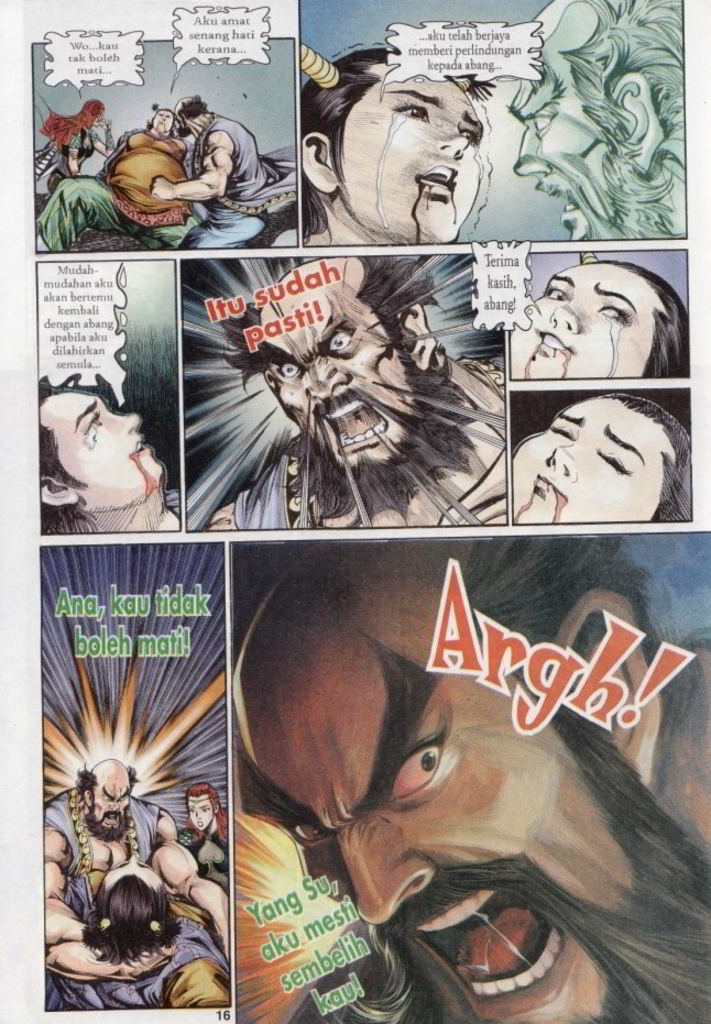 Wo...kau
tak boleh
mati...
Aku amat
senang hati
kerana...
...aku telah berjaya
memberi perlindungan
kepada abang...
Mudah-
mudahan aku
akan bertemu
kembali
dengan abang
apabila aku
dilahirkan
semula...
Itu sudah
pasti!
Terima
kasih,
abang!
Ana, kau tidak
boleh mati!
Argh!
Yang Su,
aku mesti
sembelih
kau!
16